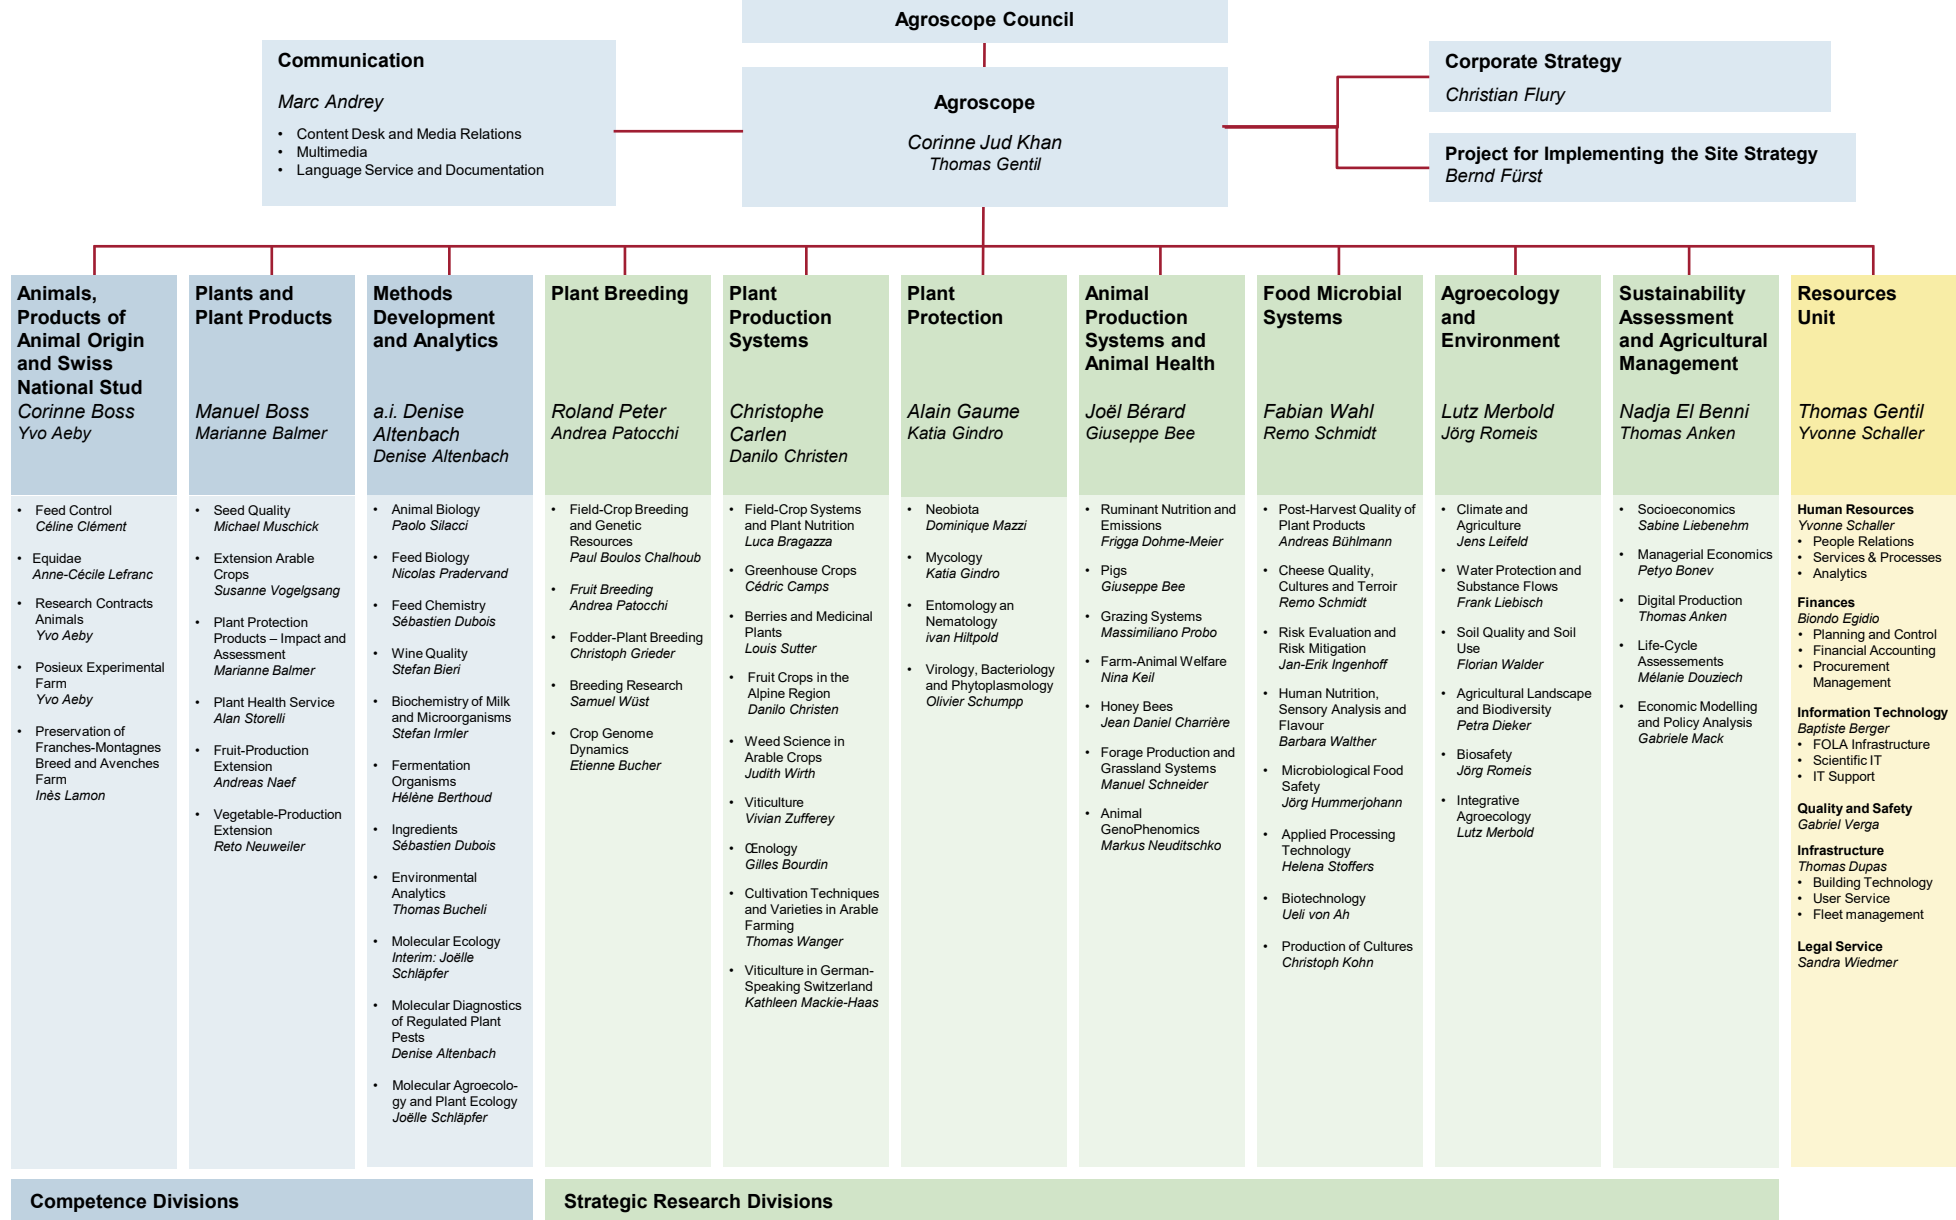 Agroscope Council
Communication
Marc Andrey
• Content Desk and Media Relations
• Multimedia
• Language Service and Documentation
Agroscope
Corinne Jud Khan
Thomas Gentil
Corporate Strategy
Christian Flury
Project for Implementing the Site Strategy
Bernd Fürst
Animals,
Products of
Animal Origin
and Swiss
National Stud
Corinne Boss
Yvo Aeby
• Feed Control
Céline Clément
• Equidae
Anne-Cécile Lefranc
• Research Contracts
Animals
Yvo Aeby
• Posieux Experimental
Farm
Yvo Aeby
• Preservation of
Franches-Montagnes
Breed and Avenches
Farm
Inès Lamon
Plants and
Plant Products
Manuel Boss
Marianne Balmer
• Seed Quality
Michael Muschick
• Extension Arable
Crops
Susanne Vogelgsang
• Plant Protection
Products – Impact and
Assessment
Marianne Balmer
• Plant Health Service
Alan Storelli
• Fruit-Production
Extension
Andreas Naef
• Vegetable-Production
Extension
Reto Neuweiler
Methods
Development
and Analytics
a.i. Denise
Altenbach
Denise Altenbach
• Animal Biology
Paolo Silacci
• Feed Biology
Nicolas Pradervand
• Feed Chemistry
Sébastien Dubois
• Wine Quality
Stefan Bieri
• Biochemistry of Milk
and Microorganisms
Stefan Irmler
• Fermentation
Organisms
Hélène Berthoud
• Ingredients
Sébastien Dubois
• Environmental
Analytics
Thomas Bucheli
• Molecular Ecology
Interim: Joëlle
Schläpfer
• Molecular Diagnostics
of Regulated Plant
Pests
Denise Altenbach
• Molecular Agroecolo-
gy and Plant Ecology
Joëlle Schläpfer
Plant Breeding
Roland Peter
Andrea Patocchi
• Field-Crop Breeding
and Genetic
Resources
Paul Boulos Chalhoub
• Fruit Breeding
Andrea Patocchi
• Fodder-Plant Breeding
Christoph Grieder
• Breeding Research
Samuel Wüst
• Crop Genome
Dynamics
Etienne Bucher
Plant
Production
Systems
Christophe
Carlen
Danilo Christen
• Field-Crop Systems
and Plant Nutrition
Luca Bragazza
• Greenhouse Crops
Cédric Camps
• Berries and Medicinal
Plants
Louis Sutter
• Fruit Crops in the
Alpine Region
Danilo Christen
• Weed Science in
Arable Crops
Judith Wirth
• Viticulture
Vivian Zufferey
• Œnology
Gilles Bourdin
• Cultivation Techniques
and Varieties in Arable
Farming
Thomas Wanger
• Viticulture in German-
Speaking Switzerland
Kathleen Mackie-Haas
Plant
Protection
Alain Gaume
Katia Gindro
• Neobiota
Dominique Mazzi
• Mycology
Katia Gindro
• Entomology an
Nematology
ivan Hiltpold
• Virology, Bacteriology
and Phytoplasmology
Olivier Schumpp
Animal
Production
Systems and
Animal Health
Joël Bérard
Giuseppe Bee
• Ruminant Nutrition and
Emissions
Frigga Dohme-Meier
• Pigs
Giuseppe Bee
• Grazing Systems
Massimiliano Probo
• Farm-Animal Welfare
Nina Keil
• Honey Bees
Jean Daniel Charrière
• Forage Production and
Grassland Systems
Manuel Schneider
• Animal
GenoPhenomics
Markus Neuditschko
Food Microbial
Systems
Fabian Wahl
Remo Schmidt
• Post-Harvest Quality of
Plant Products
Andreas Bühlmann
• Cheese Quality,
Cultures and Terroir
Remo Schmidt
• Risk Evaluation and
Risk Mitigation
Jan-Erik Ingenhoff
• Human Nutrition,
Sensory Analysis and
Flavour
Barbara Walther
• Microbiological Food
Safety
Jörg Hummerjohann
• Applied Processing
Technology
Helena Stoffers
• Biotechnology
Ueli von Ah
• Production of Cultures
Christoph Kohn
Agroecology
and
Environment
Lutz Merbold
Jörg Romeis
• Climate and
Agriculture
Jens Leifeld
• Water Protection and
Substance Flows
Frank Liebisch
• Soil Quality and Soil
Use
Florian Walder
• Agricultural Landscape
and Biodiversity
Petra Dieker
• Biosafety
Jörg Romeis
• Integrative
Agroecology
Lutz Merbold
Sustainability
Assessment
and Agricultural
Management
Nadja El Benni
Thomas Anken
• Socioeconomics
Sabine Liebenehm
• Managerial Economics
Petyo Bonev
• Digital Production
Thomas Anken
• Life-Cycle
Assessements
Mélanie Douziech
• Economic Modelling
and Policy Analysis
Gabriele Mack
Resources
Unit
Thomas Gentil
Yvonne Schaller
Human Resources
Yvonne Schaller
• People Relations
• Services & Processes
• Analytics
Finances
Biondo Egidio
• Planning and Control
• Financial Accounting
• Procurement
Management
Information Technology
Baptiste Berger
• FOLA Infrastructure
• Scientific IT
• IT Support
Quality and Safety
Gabriel Verga
Infrastructure
Thomas Dupas
• Building Technology
• User Service
• Fleet management
Legal Service
Sandra Wiedmer
Competence Divisions
Strategic Research Divisions